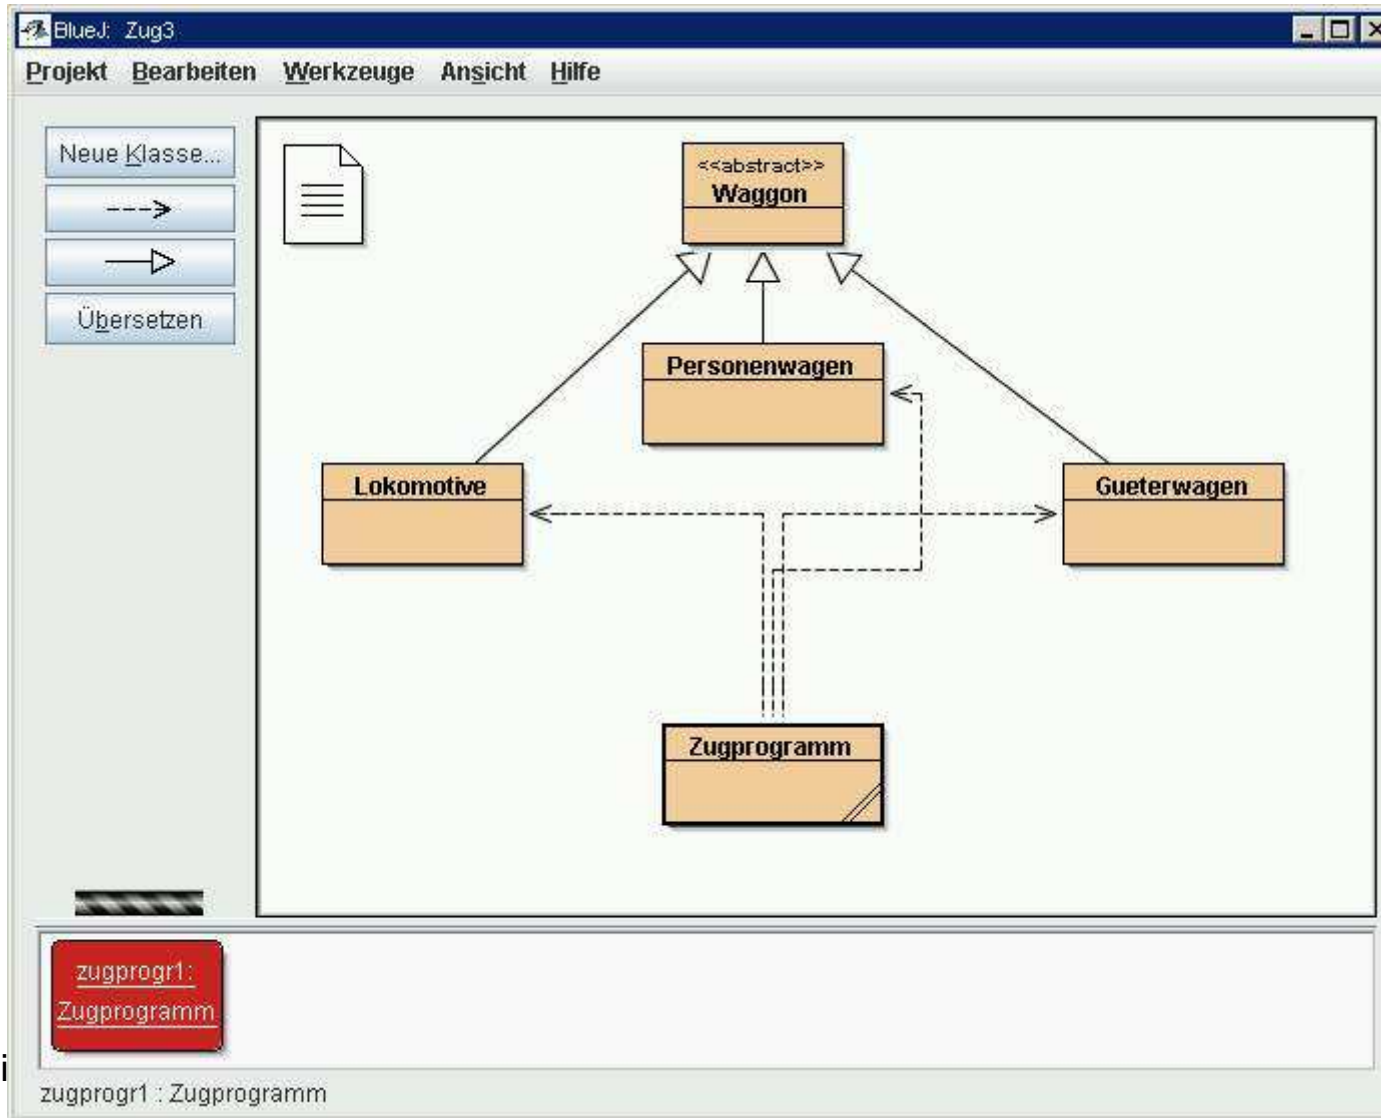 BlueJ: Zug3
Projekt Bearbeiten Werkzeuge Ansicht Hilfe
Neue Klasse...
Übersetzen
<<abstract>>
Waggon
Personenwagen
Lokomotive
Gueterwagen
Zugprogramm
zugprogr1:
Zugprogramm
i
zugprogr1 : Zugprogramm